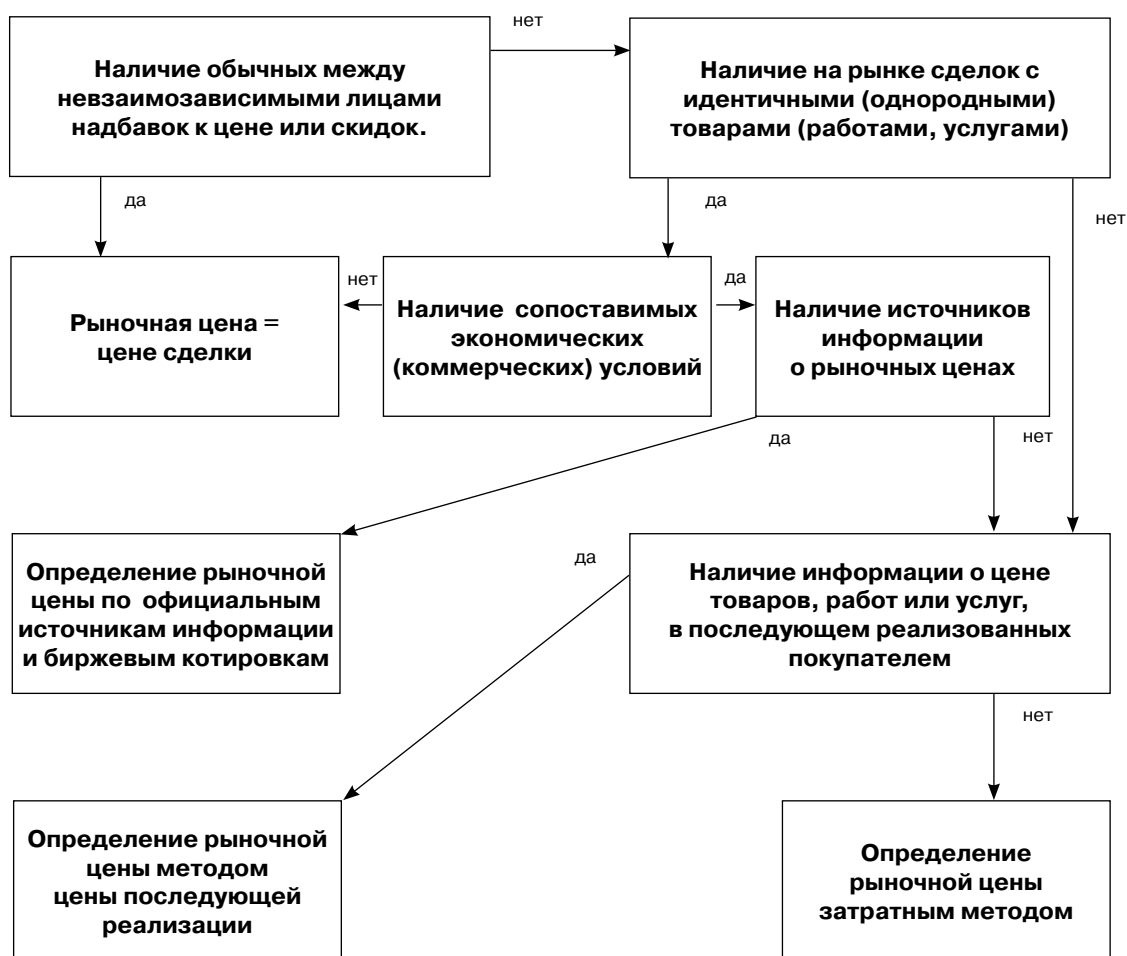 нет
Наличие обычных между
невзаимозависимыми лицами
надбавок к цене или скидок.
Наличие на рынке сделок с
идентичными (однородными)
товарами (работами, услугами)
да
да
нет
Рыночная цена =
цене сделки
нет
Наличие сопоставимых
экономических
(коммерческих) условий
да
Наличие источников
информации
о рыночных ценах
да
нет
Определение рыночной
цены по официальным
источникам информации
и биржевым котировкам
да
Наличие информации о цене
товаров, работ или услуг,
в последующем реализованных
покупателем
нет
Определение рыночной
цены методом
цены последующей
реализации
Определение
рыночной цены
затратным методом